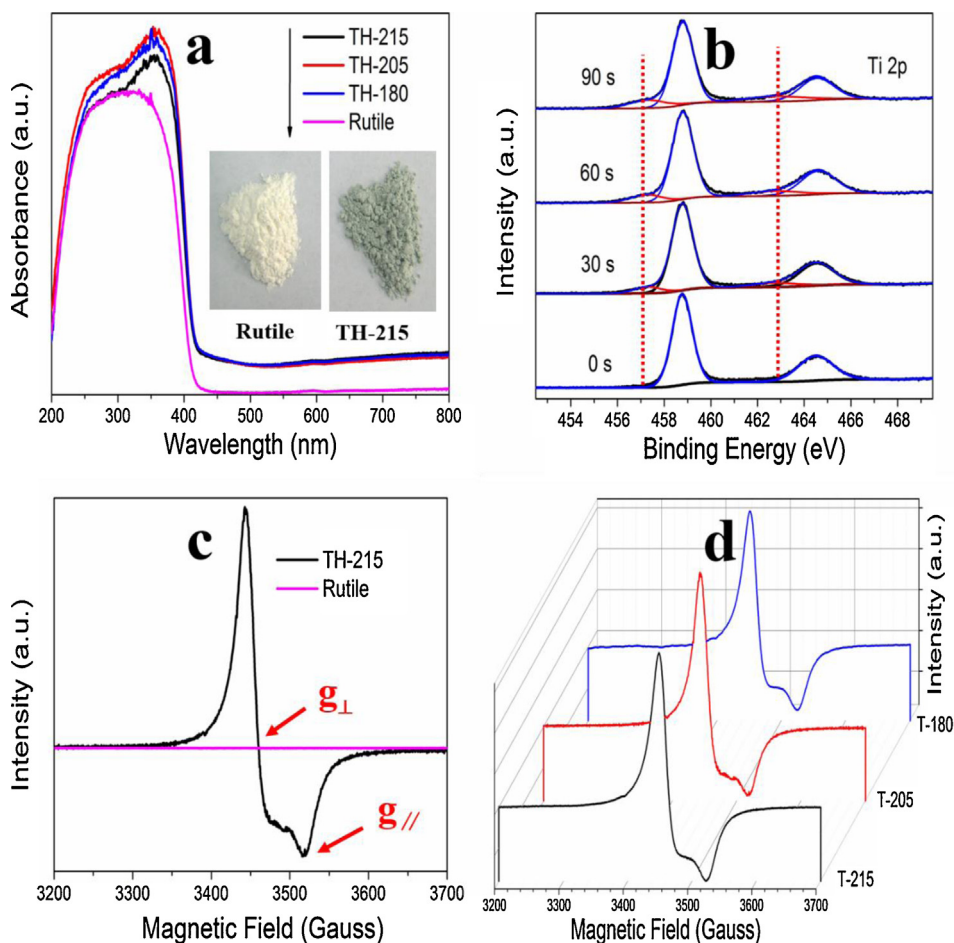 a
TH-215
TH-205
TH-180
Rutile
Rutile
TH-215
Absorbance (a.u.)
200 300 400 500 600 700 800
Wavelength (nm)
b
Ti 2p
90 s
60 s
30 s
0 s
Intensity (a.u.)
454 456 458 460 462 464 466 468
Binding Energy (eV)
c
TH-215
Rutile
g⊥
g//
Intensity (a.u.)
3200 3300 3400 3500 3600 3700
Magnetic Field (Gauss)
d
Intensity (a.u.)
T-180
T-205
T-215
3200 3300 3400 3500 3600 3700
Magnetic Field (Gauss)